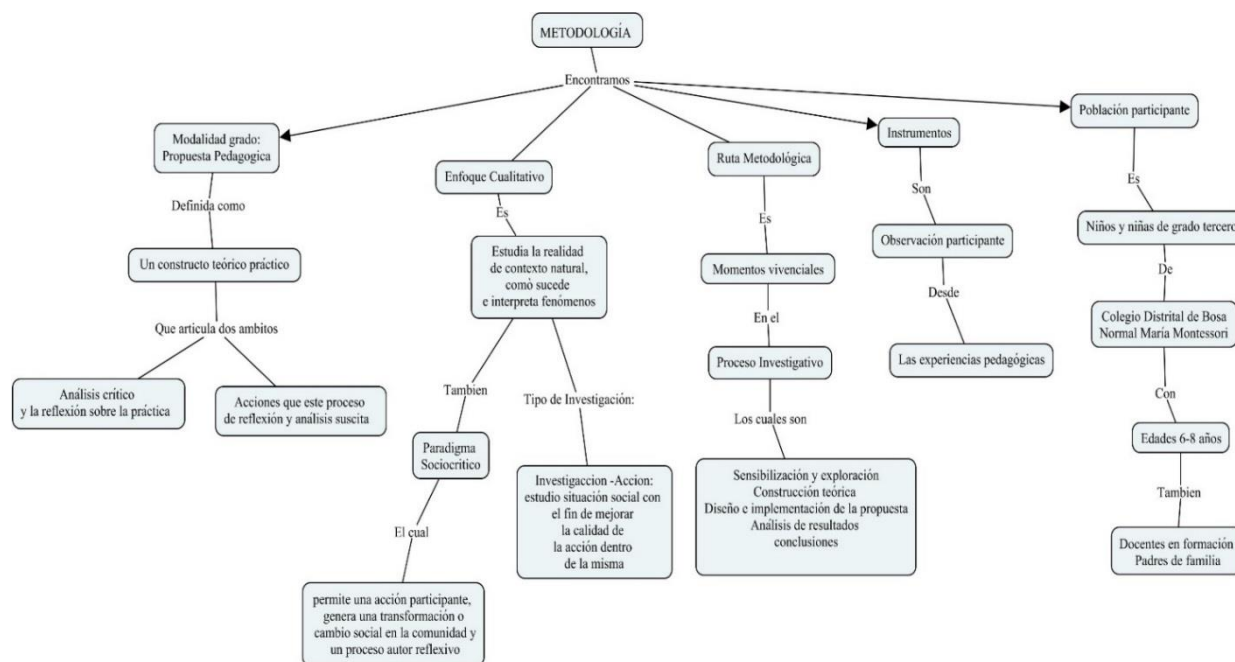 METODOLOGÍA
Encontramos
Modalidad grado:
Propuesta Pedagogica
Definida como
Un constructo teórico práctico
Que articula dos ambitos
Análisis crítico
y la reflexión sobre la práctica
Acciones que este proceso
de reflexión y análisis suscita
Enfoque Cualitativo
Es
Estudia la realidad
de contexto natural,
comò sucede
e interpreta fenómenos
Tambien
Paradigma
Sociocritico
El cual
permite una acción participante,
genera una transformación o
cambio social en la comunidad y
un proceso autor reflexivo
Tipo de Investigación:
Investigaccion -Accion:
estudio situación social con
el fin de mejorar
la calidad de
la acción dentro
de la misma
Ruta Metodológica
Es
Momentos vivenciales
En el
Proceso Investigativo
Los cuales son
Sensibilización y exploración
Construcción teórica
Diseño e implementación de la propuesta
Análisis de resultados
conclusiones
Instrumentos
Son
Observación participante
Desde
Las experiencias pedagógicas
Población participante
Es
Niños y niñas de grado tercero
De
Colegio Distrital de Bosa
Normal María Montessori
Con
Edades 6-8 años
Tambien
Docentes en formación
Padres de familia